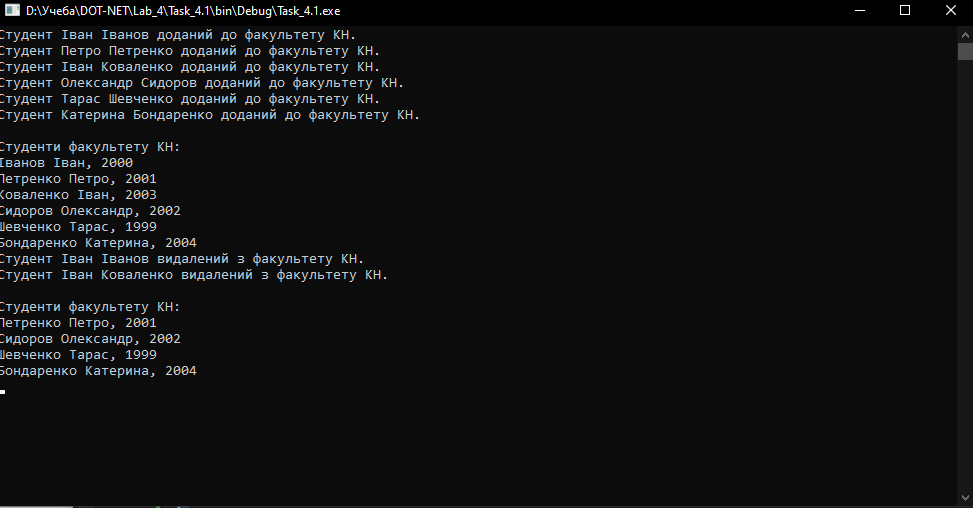 D:\Учеба\DOT-NET\Lab_4\Task_4.1\bin\Debug\Task_4.1.exe
Студент Іван Іванов доданий до факультету КН.
Студент Петро Петренко доданий до факультету КН.
Студент Іван Коваленко доданий до факультету КН.
Студент Олександр Сидоров доданий до факультету КН.
Студент Тарас Шевченко доданий до факультету КН.
Студент Катерина Бондаренко доданий до факультету КН.
Студенти факультету КН:
Іванов Іван, 2000
Петренко Петро, 2001
Коваленко Іван, 2003
Сидоров Олександр, 2002
Шевченко Тарас, 1999
Бондаренко Катерина, 2004
Студент Іван Іванов видалений з факультету КН.
Студент Іван Коваленко видалений з факультету КН.
Студенти факультету КН:
Петренко Петро, 2001
Сидоров Олександр, 2002
Шевченко Тарас, 1999
Бондаренко Катерина, 2004